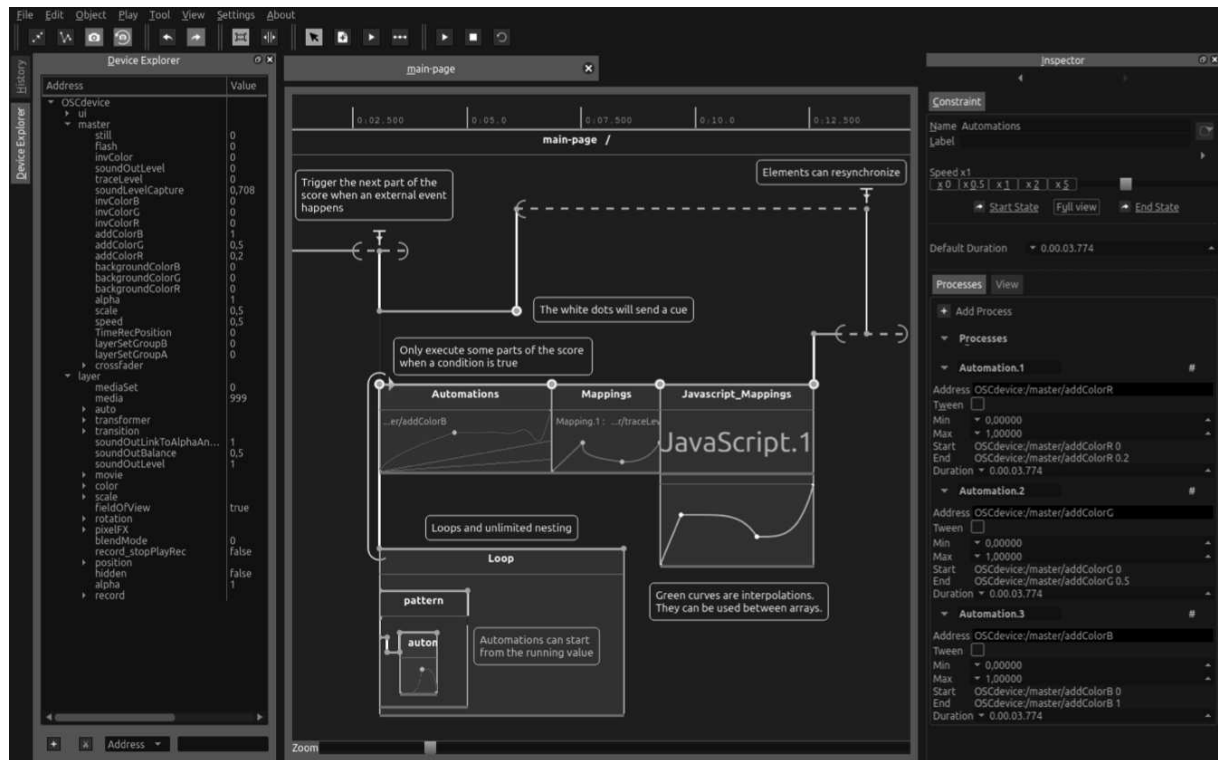 File Edit Object Play Tool View Settings About
History
Device Explorer
Device Explorer
Address Value
OSCdevice
ui
master
still 0
flash 0
invColor 0
soundOutLevel 0
traceLevel 0
soundLevelCapture 0,708
invColorB 0
invColorG 0
invColorR 0
addColorB 1
addColorG 0,5
addColorR 0,2
backgroundColorB 0
backgroundColorG 0
backgroundColorR 0
alpha 1
scale 0,5
speed 0,5
TimeRecPosition 0
layerSetGroupB 0
layerSetGroupA 0
crossfader
layer
mediaSet 0
media 999
auto
transformer
transition
soundOutLinkToAlphaAn... 1
soundOutBalance 0,5
soundOutLevel 1
movie
color
scale
fieldOfView true
rotation
pixelFX
blendMode 0
record_stopPlayRec false
position
hidden false
alpha 1
record
Address
main-page
0:02.500 0:05.0 0:07.500 0:10.0 0:12.500
main-page /
Trigger the next part of the
score when an external event
happens
Elements can resynchronize
The white dots will send a cue
Only execute some parts of the score
when a condition is true
Automations Mappings Javascript_Mappings
...er/addColorB Mapping.1 : ...r/traceLev
JavaScript.1
Loops and unlimited nesting
Loop
pattern
auton
Automations can start
from the running value
Green curves are interpolations.
They can be used between arrays.
Zoom
Inspector
Constraint
Name Automations
Label
Speed x1
x 0 x 0.5 x 1 x 2 x 5
Start State Full view End State
Default Duration 0.00.03.774
Processes View
Add Process
Processes
Automation.1 #
Address OSCdevice:/master/addColorR
Tween
Min 0,00000
Max 1,00000
Start OSCdevice:/master/addColorR 0
End OSCdevice:/master/addColorR 0.2
Duration 0.00.03.774
Automation.2 #
Address OSCdevice:/master/addColorG
Tween
Min 0,00000
Max 1,00000
Start OSCdevice:/master/addColorG 0
End OSCdevice:/master/addColorG 0.5
Duration 0.00.03.774
Automation.3 #
Address OSCdevice:/master/addColorB
Tween
Min 0,00000
Max 1,00000
Start OSCdevice:/master/addColorB 0
End OSCdevice:/master/addColorB 1
Duration 0.00.03.774